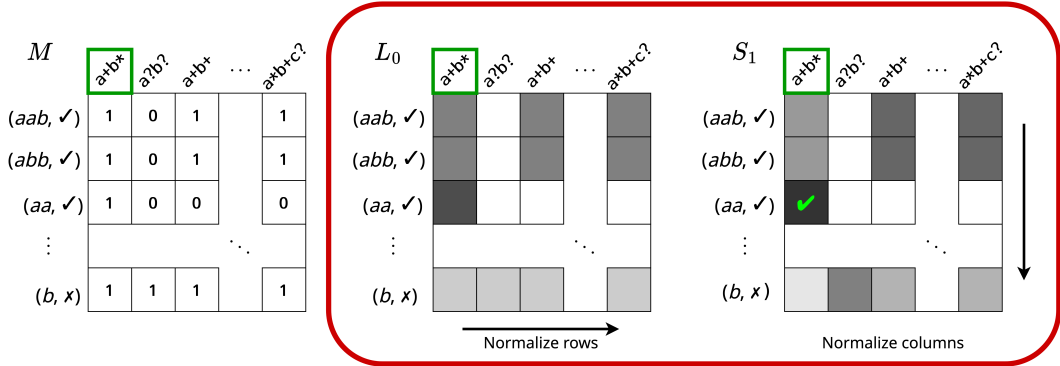 M
a+b* a?b? a+b+ ⋯ a*b+c?
(aab, ✓) 1 0 1 1
(abb, ✓) 1 0 1 1
(aa, ✓) 1 0 0 0
⋮ ⋱
(b, ✗) 1 1 1 1
L₀
a+b* a?b? a+b+ ⋯ a*b+c?
(aab, ✓)
(abb, ✓)
(aa, ✓)
⋮ ⋱
(b, ✗)
Normalize rows
S₁
a+b* a?b? a+b+ ⋯ a*b+c?
(aab, ✓)
(abb, ✓)
(aa, ✓) ✔
⋮ ⋱
(b, ✗)
Normalize columns